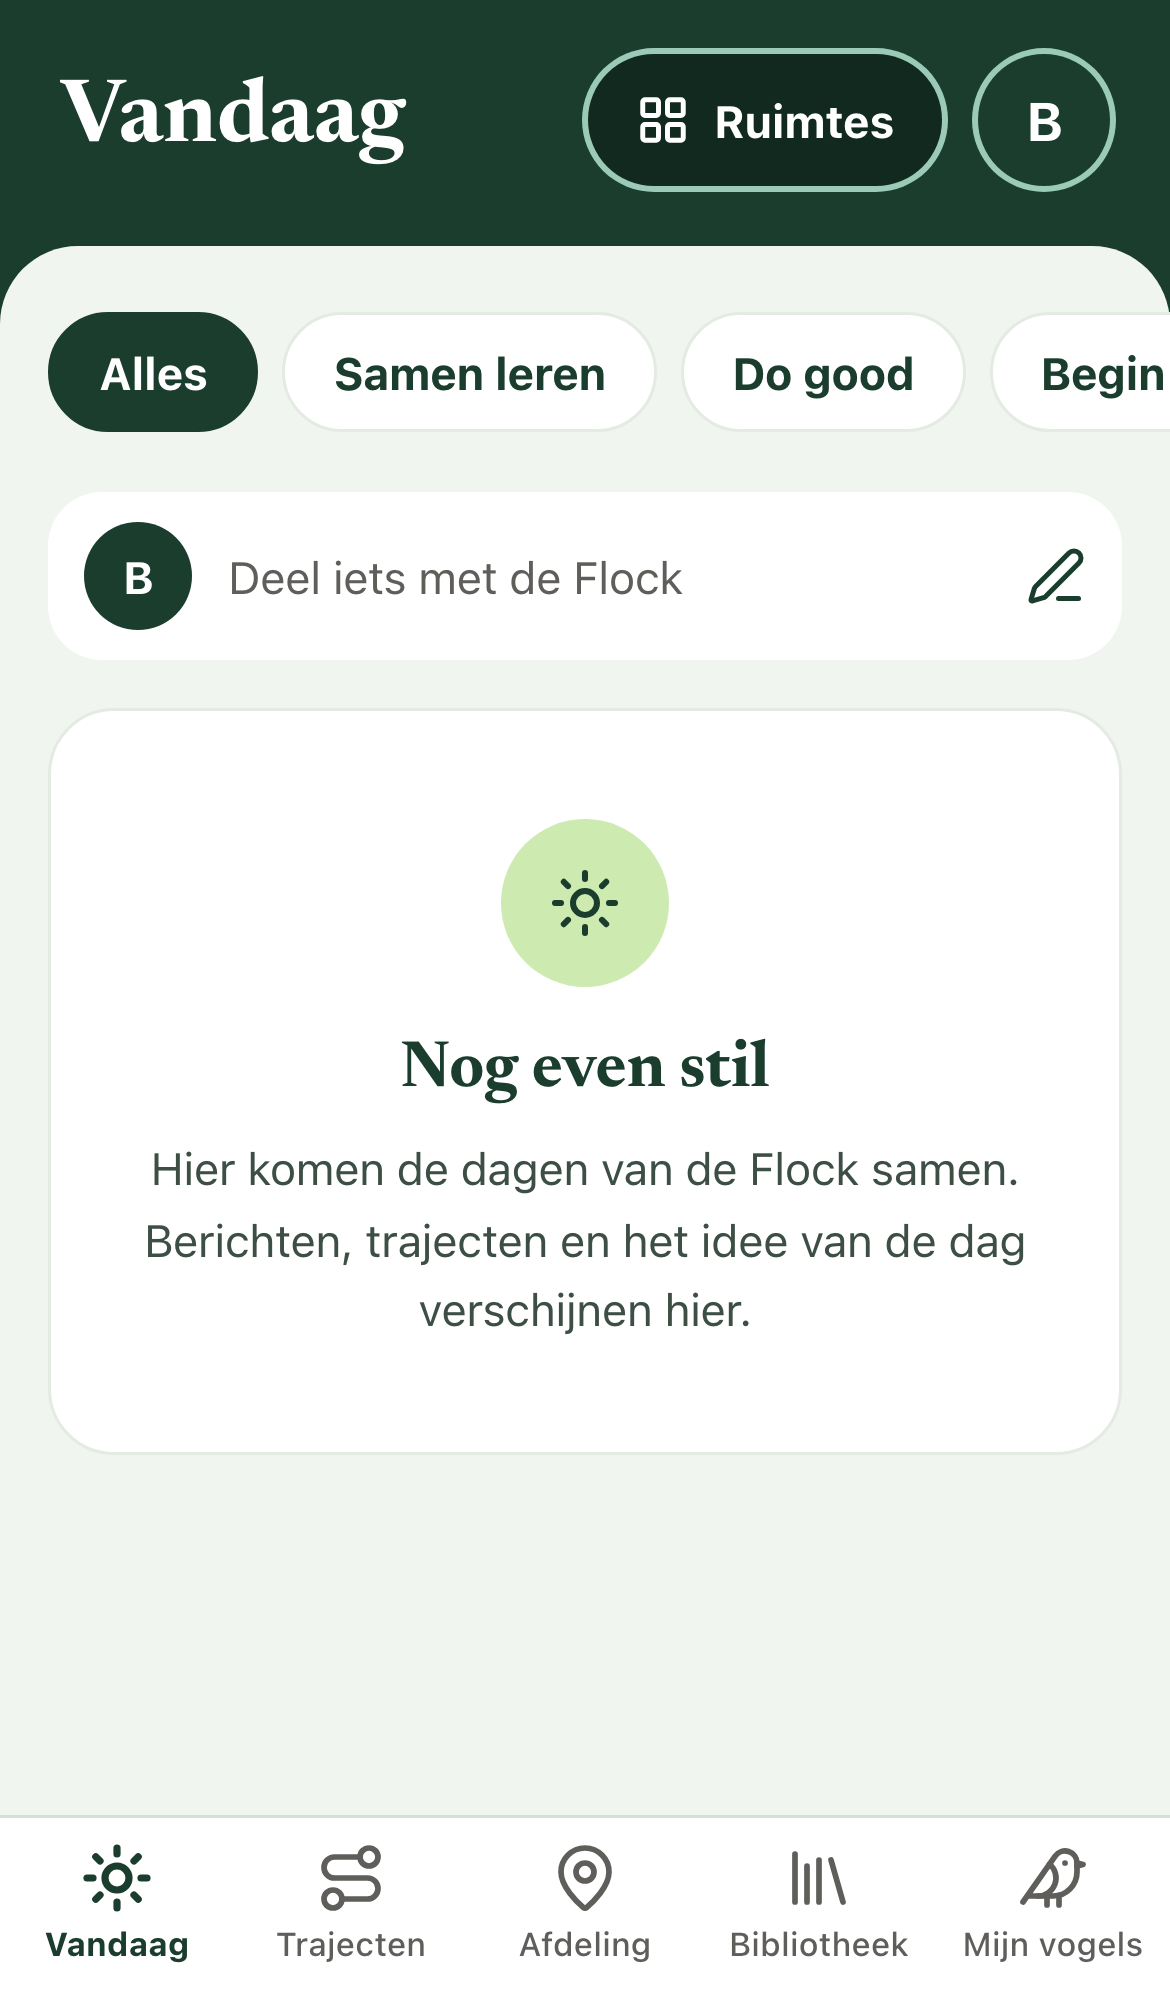 Vandaag
Ruimtes
B
Alles
Samen leren
Do good
Begin
B
Deel iets met de Flock
Nog even stil
Hier komen de dagen van de Flock samen.
Berichten, trajecten en het idee van de dag
verschijnen hier.
Vandaag
Trajecten
Afdeling
Bibliotheek
Mijn vogels